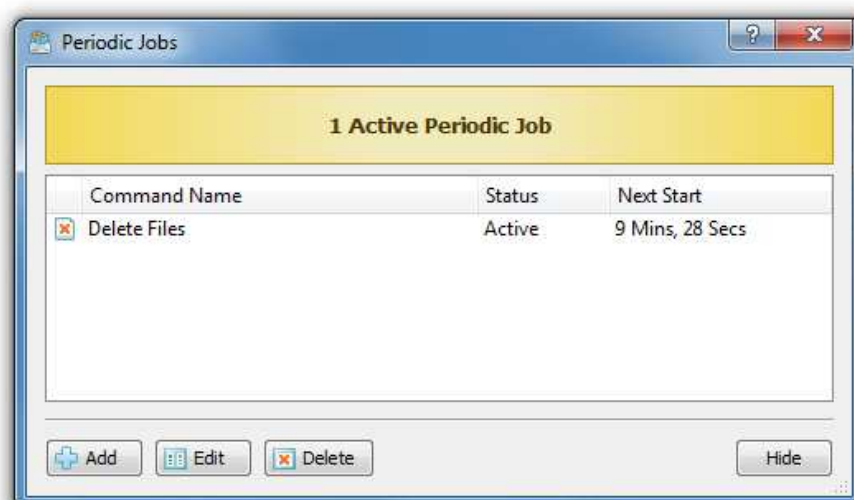 Periodic Jobs
1 Active Periodic Job
Command Name Status Next Start
Delete Files Active 9 Mins, 28 Secs
Add Edit Delete Hide